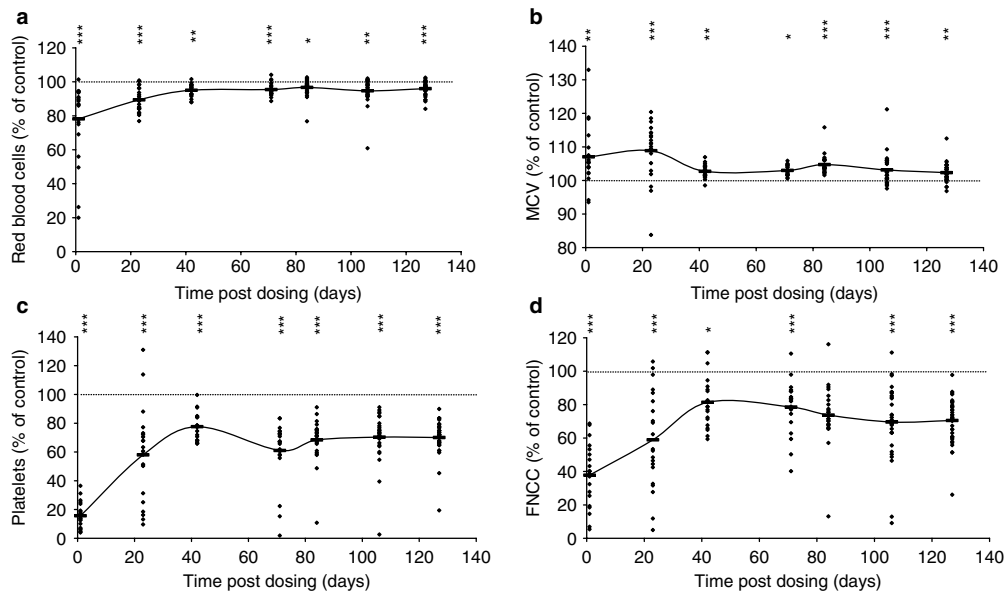 a
*** *** ** *** * ** ***
120
100
80
60
40
20
0
Red blood cells (% of control)
0 20 40 60 80 100 120 140
Time post dosing (days)
b
** *** ** * *** *** **
140
130
120
110
100
90
80
MCV (% of control)
0 20 40 60 80 100 120 140
Time post dosing (days)
c
*** *** *** *** *** *** ***
140
120
100
80
60
40
20
0
Platelets (% of control)
0 20 40 60 80 100 120 140
Time post dosing (days)
d
*** *** * *** *** ***
120
100
80
60
40
20
0
FNCC (% of control)
0 20 40 60 80 100 120 140
Time post dosing (days)